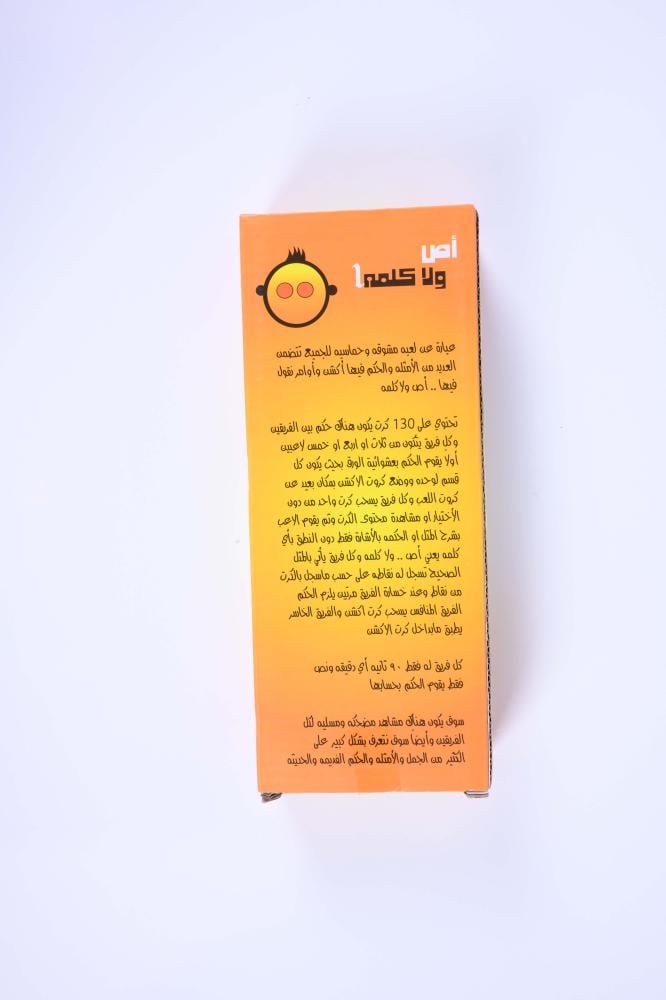 أص
ولا كلمة!
عبارة عن لعبه مشوقه وحماسيه للجميع تتضمن
العديد من الأمثله والحكم فيها أكشن وأوامر نقول
فيها .. أص ولاكلمه
تحتوي على 130 كرت يكون هناك حكم بين الفريقين
وكل فريق يتكون من ثلاث او اربع او خمس لاعبين
أولا يقوم الحكم بعشوائية الورق بحيث يكون كل
قسم لوحده ووضع كروت الاكشن بمكان بعيد عن
كروت اللعب وكل فريق يسحب كرت واحد من دون
الأختيار او مشاهدة محتوى الكرت وثم يقوم الاعب
بشرح المثل او الحكمه بالأشارة فقط دون النطق بأي
كلمه يعني أص .. ولا كلمه وكل فريق يأتي بالمثل
الصحيح تسجل له نقاطه على حسب ماسجل بالكرت
من نقاط وعند خسارة الفريق مرتين يلزم الحكم
الفريق المنافس يسحب كرت اكشن والفريق الخاسر
يطبق مابداخل كرت الاكشن
كل فريق له فقط ٩٠ ثانيه أي دقيقه ونص
فقط يقوم الحكم بحسابها
سوف يكون هناك مشاهد مضحكه ومسليه لكل
الفريقين وأيضا سوف نتعرف بشكل كبير على
الكثير من الجمل والأمثله والحكم القديمه والحديثه